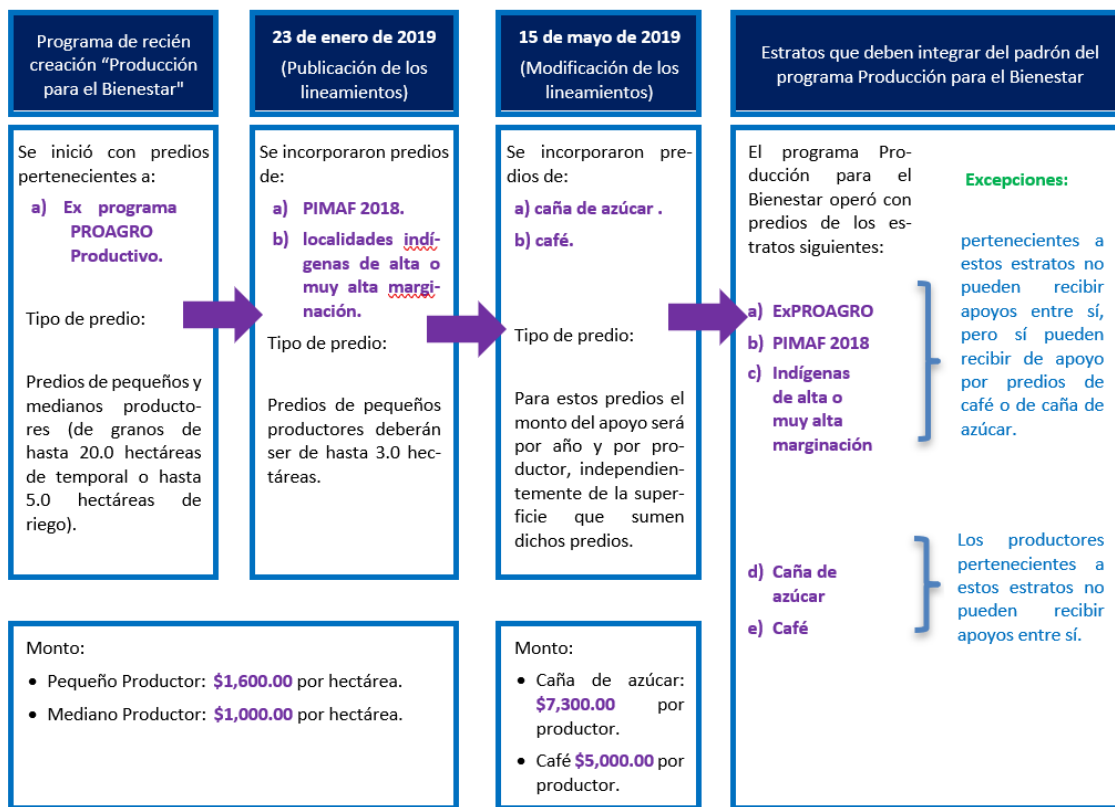 Programa de recién
creación “Producción
para el Bienestar"
23 de enero de 2019
(Publicación de los
lineamientos)
15 de mayo de 2019
(Modificación de los
lineamientos)
Estratos que deben integrar del padrón del
programa Producción para el Bienestar
Se inició con predios
pertenecientes a:
a) Ex programa
PROAGRO
Productivo.
Tipo de predio:
Predios de pequeños y
medianos producto-
res (de granos de
hasta 20.0 hectáreas
de temporal o hasta
5.0 hectáreas de
riego).
Se incorporaron predios
de:
a) PIMAF 2018.
b) localidades indí-
genas de alta o
muy alta margi-
nación.
Tipo de predio:
Predios de pequeños
productores deberán
ser de hasta 3.0 hec-
táreas.
Se incorporaron pre-
dios de:
a) caña de azúcar .
b) café.
Tipo de predio:
Para estos predios el
monto del apoyo será
por año y por pro-
ductor, independien-
temente de la super-
ficie que sumen
dichos predios.
El programa Pro-
ducción para el
Bienestar operó con
predios de los es-
tratos siguientes:
a) ExPROAGRO
b) PIMAF 2018
c) Indígenas
de alta o
muy alta
marginación
d) Caña de
azúcar
e) Café
Excepciones:
pertenecientes a
estos estratos no
pueden recibir
apoyos entre sí,
pero sí pueden
recibir de apoyo
por predios de
café o de caña de
azúcar.
Los productores
pertenecientes a
estos estratos no
pueden recibir
apoyos entre sí.
Monto:
• Pequeño Productor: $1,600.00 por hectárea.
• Mediano Productor: $1,000.00 por hectárea.
Monto:
• Caña de azúcar:
$7,300.00 por
productor.
• Café $5,000.00 por
productor.